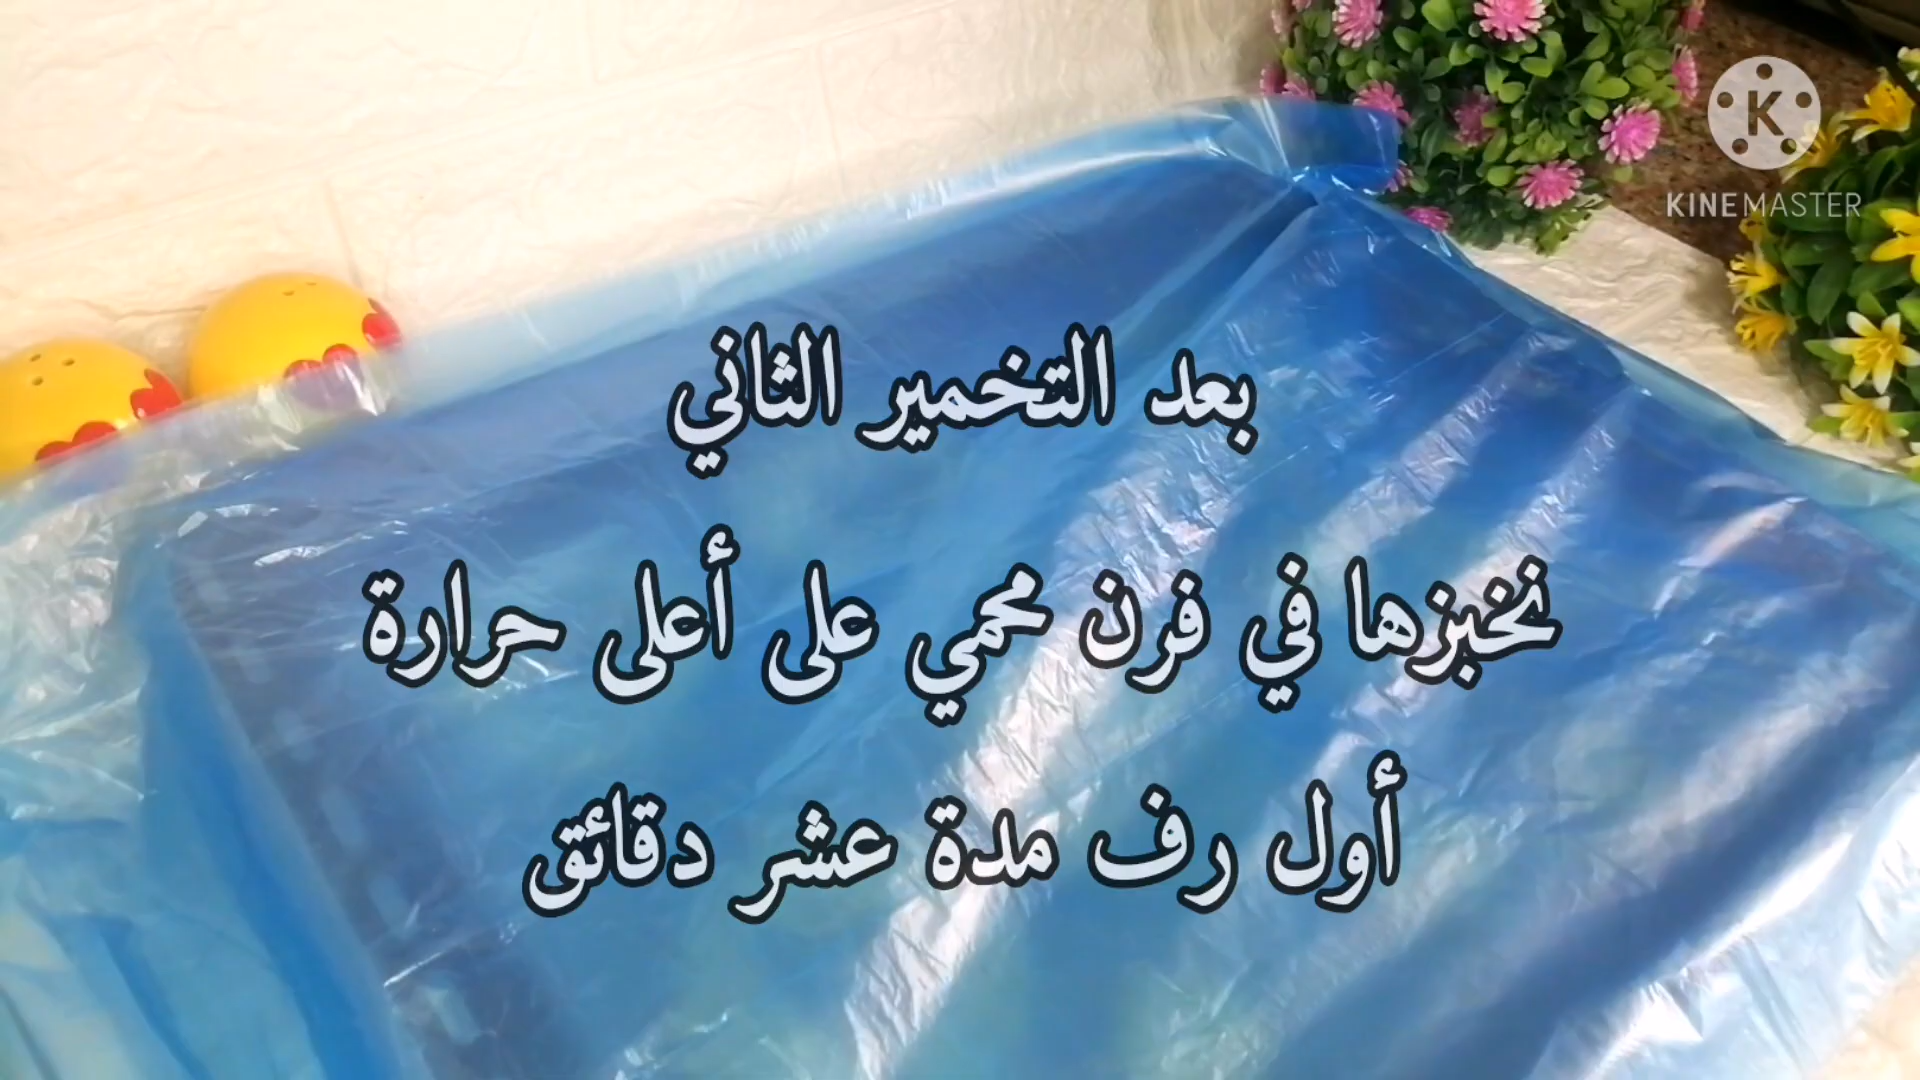 KINEMASTER
بعد التخمير الثاني
نخبزها في فرن محمي على أعلى حرارة
أول رف مدة عشر دقائق